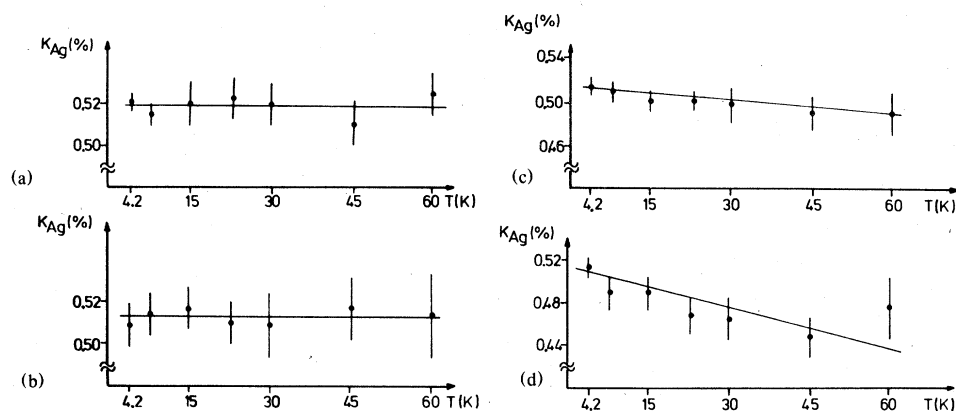 K_Ag (%)
0,52
0,50
(a)
4.2 15 30 45 60 T(K)
K_Ag (%)
0,52
0,50
(b)
4.2 15 30 45 60 T(K)
K_Ag (%)
0,54
0,50
0,46
(c)
4.2 15 30 45 60 T(K)
K_Ag (%)
0,52
0,48
0,44
(d)
4.2 15 30 45 60 T(K)